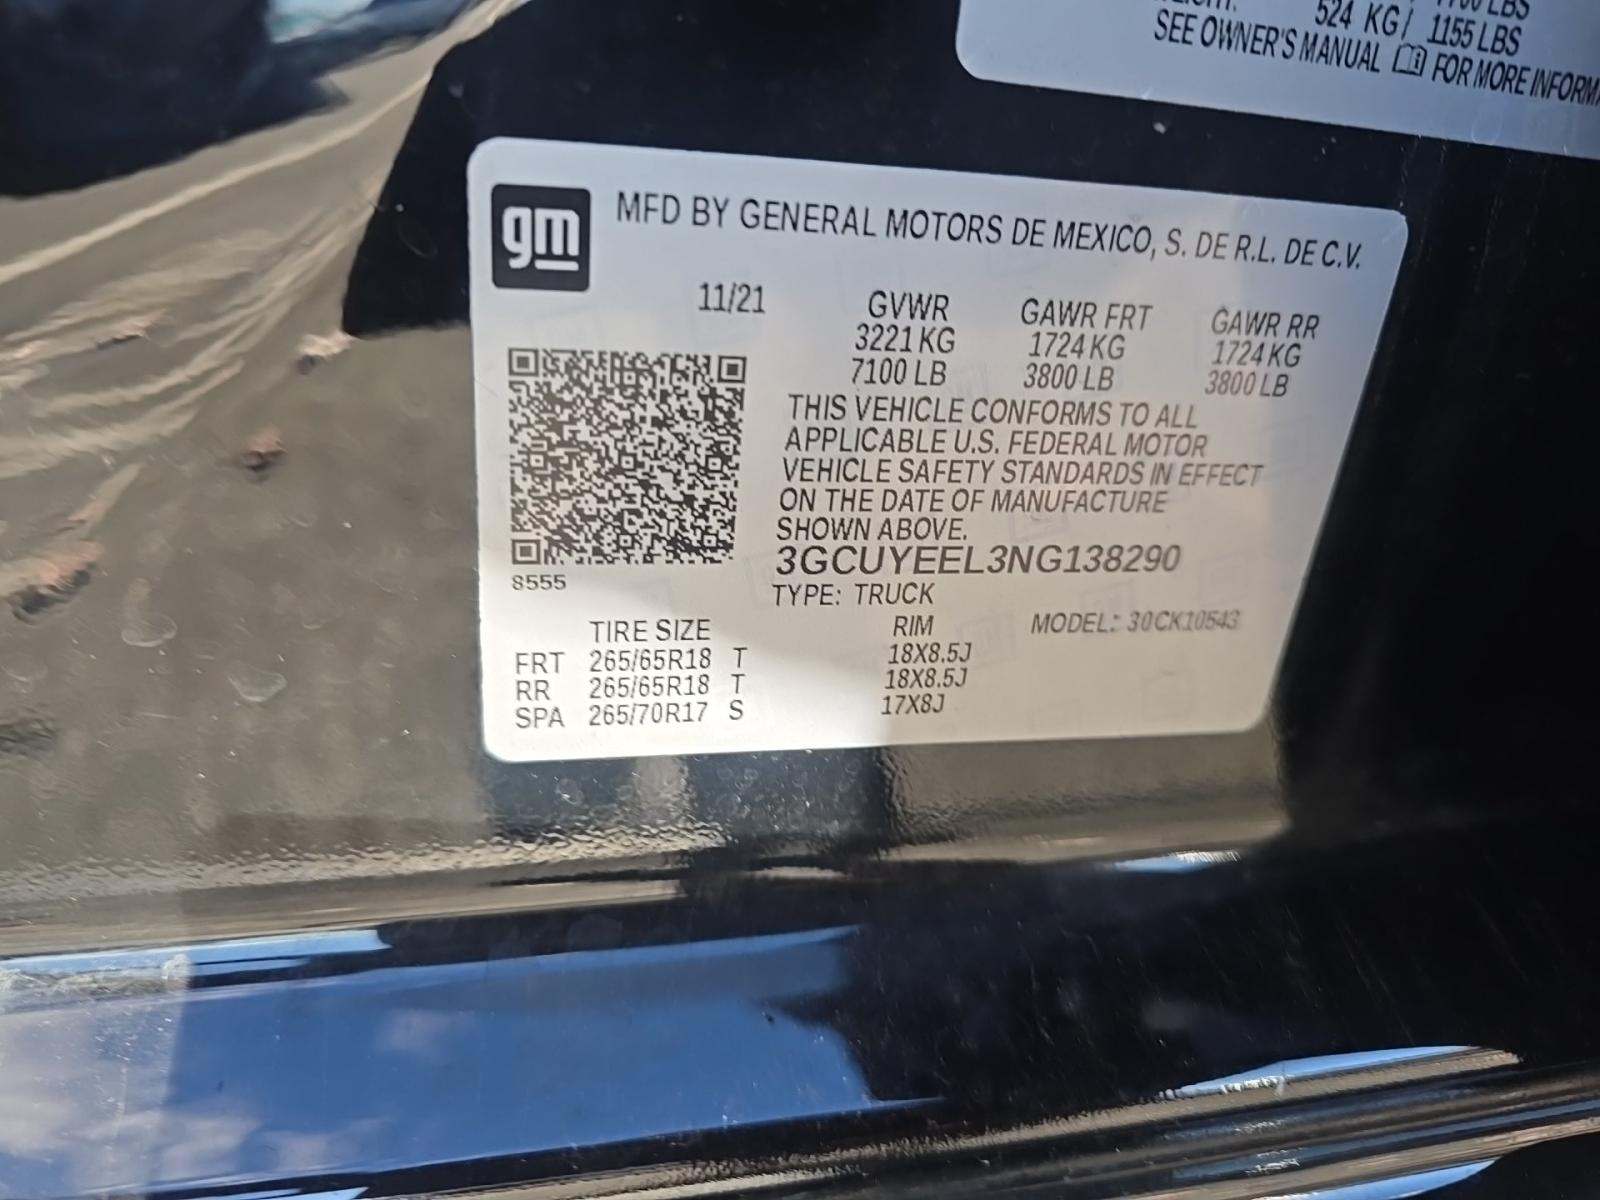 524 KG / 1155 LBS
SEE OWNER'S MANUAL FOR MORE
gm
MFD BY GENERAL MOTORS DE MEXICO, S. DE R.L. DE C.V.
11/21 GVWR GAWR FRT GAWR RR
3221 KG 1724 KG 1724 KG
7100 LB 3800 LB 3800 LB
THIS VEHICLE CONFORMS TO ALL
APPLICABLE U.S. FEDERAL MOTOR
VEHICLE SAFETY STANDARDS IN EFFECT
ON THE DATE OF MANUFACTURE
SHOWN ABOVE.
3GCUYEEL3NG138290
8555
TYPE: TRUCK
TIRE SIZE RIM MODEL: 30CK10543
FRT 265/65R18 T 18X8.5J
RR 265/65R18 T 18X8.5J
SPA 265/70R17 S 17X8J